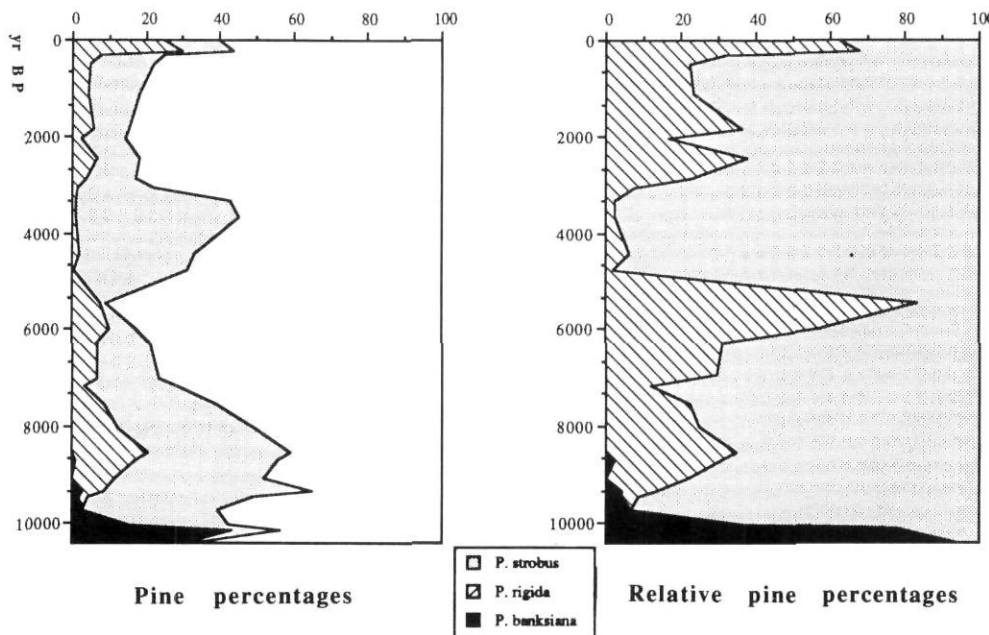 0 20 40 60 80 100
0 20 40 60 80 100
yr B P
0
2000
4000
6000
8000
10000
0
2000
4000
6000
8000
10000
P. strobus
P. rigida
P. banksiana
Pine percentages
Relative pine percentages